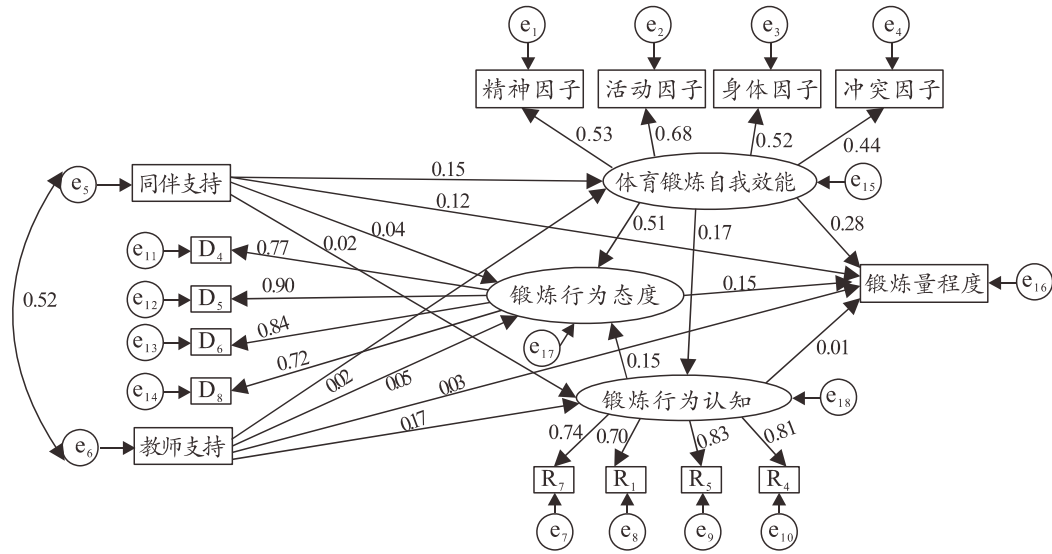 e₁ e₂ e₃ e₄
精神因子 活动因子 身体因子 冲突因子
0.53 0.68 0.52 0.44
e₅ 同伴支持 0.15 体育锻炼自我效能 e₁₅
0.12
0.04 0.02 0.51 0.17 0.28
e₁₁ D₄ 0.77
e₁₂ D₅ 0.90 锻炼行为态度 0.15 锻炼量程度 e₁₆
0.52
e₁₃ D₆ 0.84
e₁₇
0.72 0.15 0.01
e₁₄ D₈ 0.02 0.05 0.03
锻炼行为认知 e₁₈
0.17
e₆ 教师支持
0.74 0.70 0.83 0.81
R₇ R₁ R₅ R₄
e₇ e₈ e₉ e₁₀